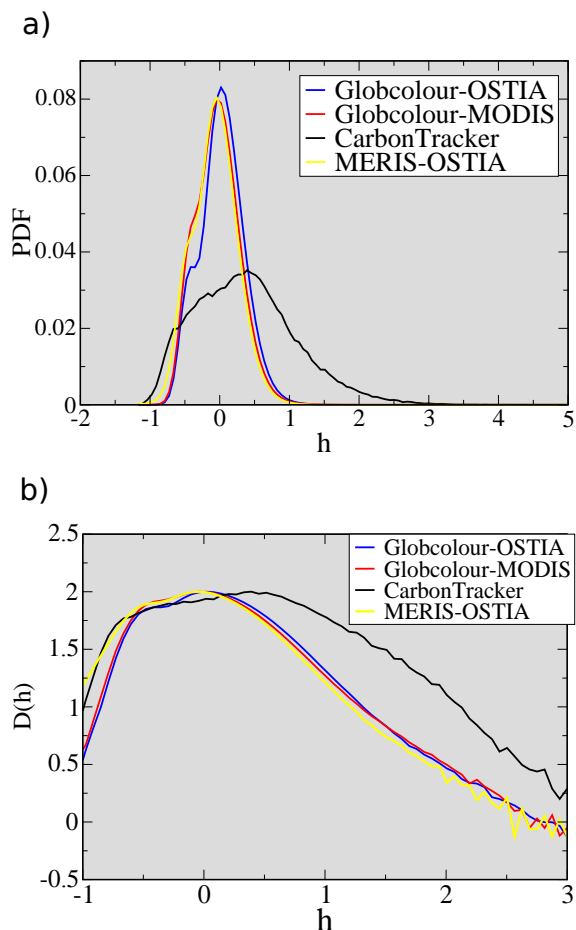 a)
PDF
0.08
0.06
0.04
0.02
0
Globcolour-OSTIA
Globcolour-MODIS
CarbonTracker
MERIS-OSTIA
-2 -1 0 1 2 3 4 5
h
b)
D(h)
2.5
2
1.5
1
0.5
0
-0.5
Globcolour-OSTIA
Globcolour-MODIS
CarbonTracker
MERIS-OSTIA
-1 0 1 2 3
h